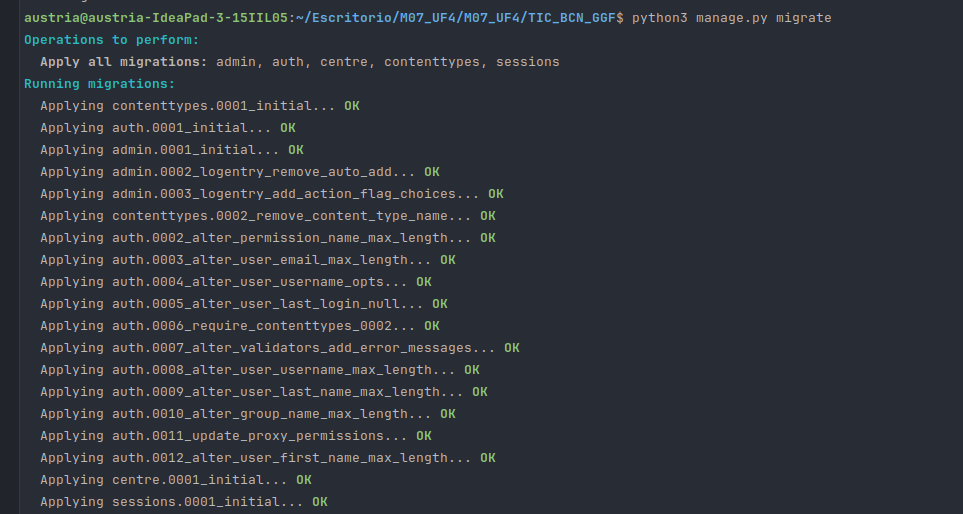 austria@austria-IdeaPad-3-15IIL05:~/Escritorio/M07_UF4/M07_UF4/TIC_BCN_GGF$ python3 manage.py migrate
Operations to perform:
  Apply all migrations: admin, auth, centre, contenttypes, sessions
Running migrations:
  Applying contenttypes.0001_initial... OK
  Applying auth.0001_initial... OK
  Applying admin.0001_initial... OK
  Applying admin.0002_logentry_remove_auto_add... OK
  Applying admin.0003_logentry_add_action_flag_choices... OK
  Applying contenttypes.0002_remove_content_type_name... OK
  Applying auth.0002_alter_permission_name_max_length... OK
  Applying auth.0003_alter_user_email_max_length... OK
  Applying auth.0004_alter_user_username_opts... OK
  Applying auth.0005_alter_user_last_login_null... OK
  Applying auth.0006_require_contenttypes_0002... OK
  Applying auth.0007_alter_validators_add_error_messages... OK
  Applying auth.0008_alter_user_username_max_length... OK
  Applying auth.0009_alter_user_last_name_max_length... OK
  Applying auth.0010_alter_group_name_max_length... OK
  Applying auth.0011_update_proxy_permissions... OK
  Applying auth.0012_alter_user_first_name_max_length... OK
  Applying centre.0001_initial... OK
  Applying sessions.0001_initial... OK